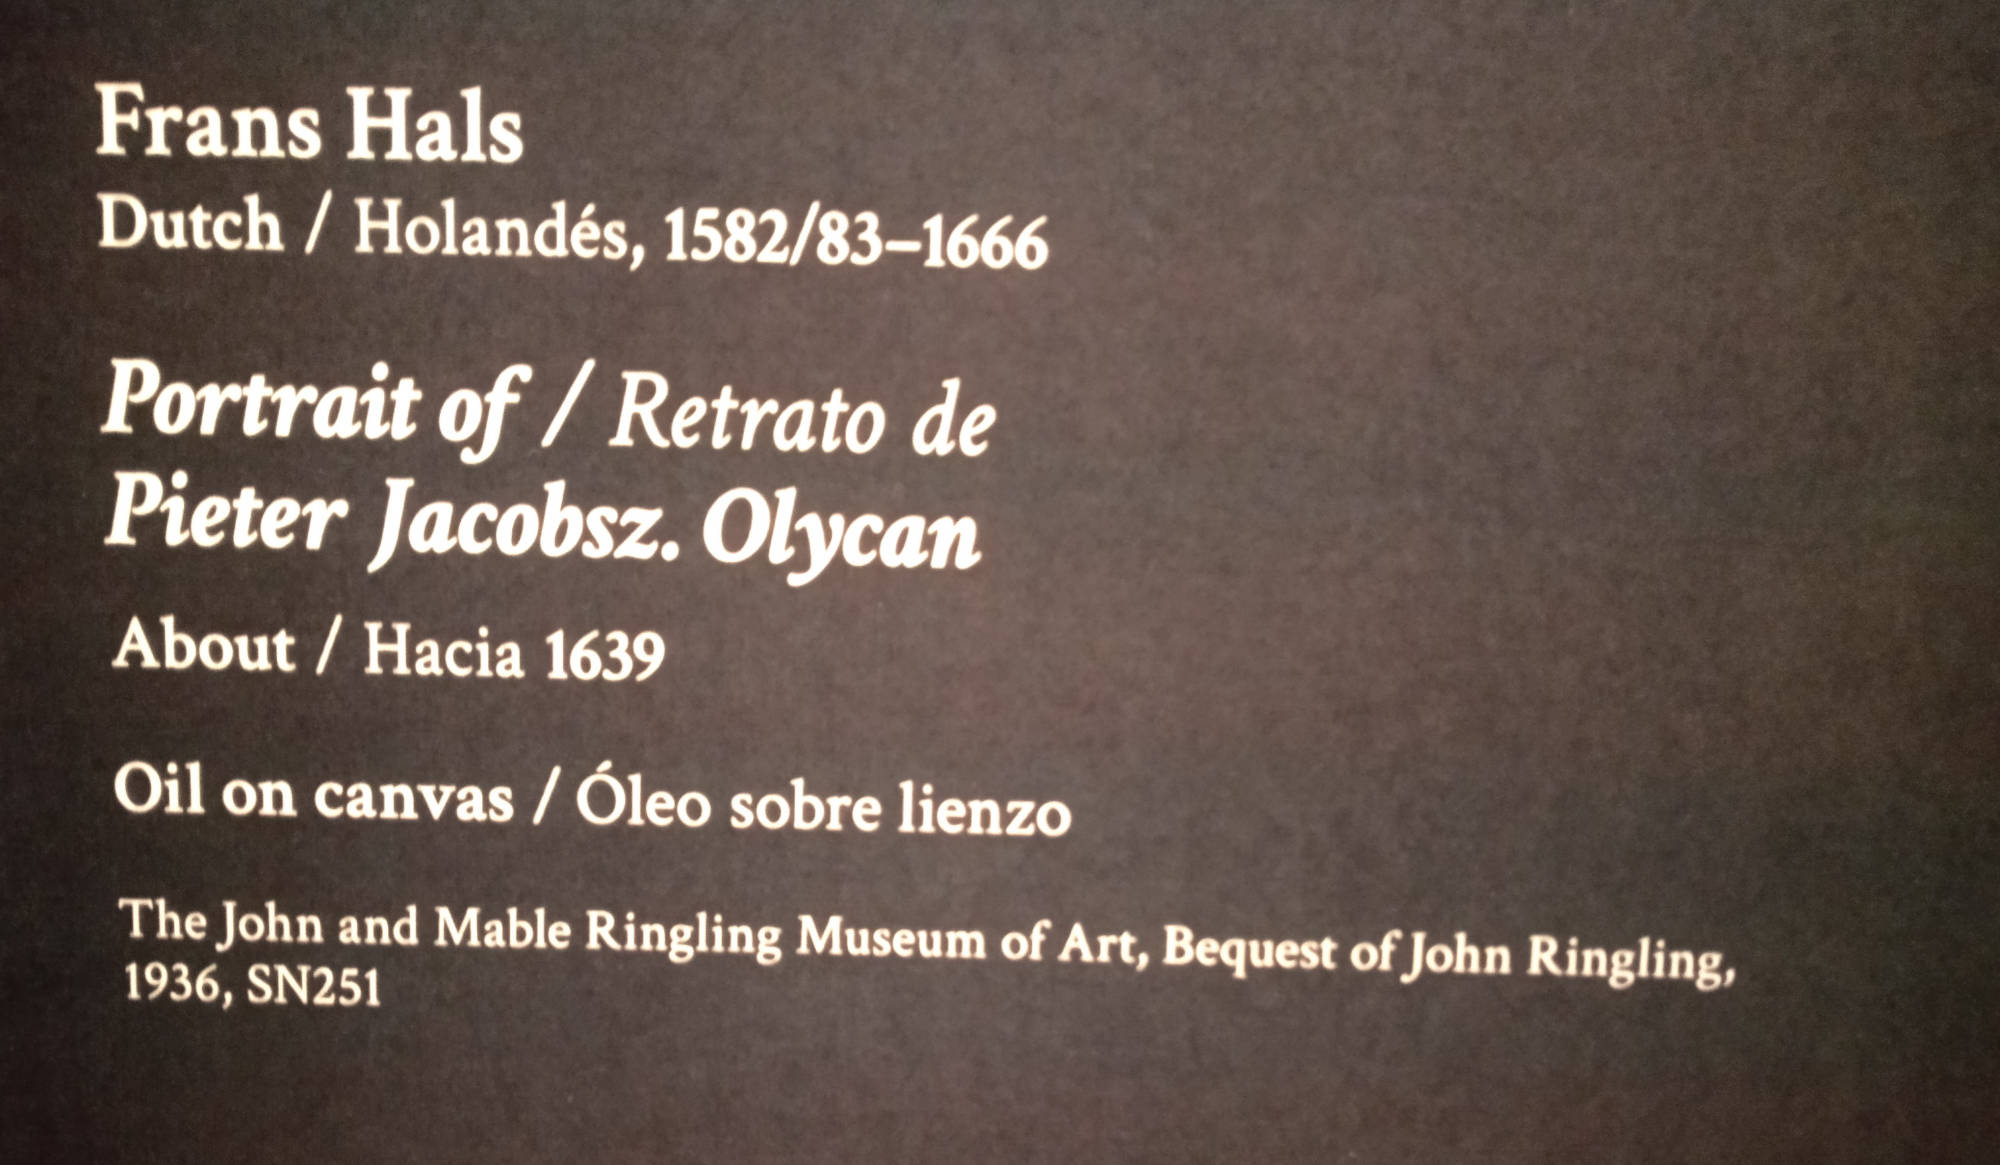 Frans Hals
Dutch / Holandés, 1582/83–1666
Portrait of / Retrato de
Pieter Jacobsz. Olycan
About / Hacia 1639
Oil on canvas / Óleo sobre lienzo
The John and Mable Ringling Museum of Art, Bequest of John Ringling,
1936, SN251